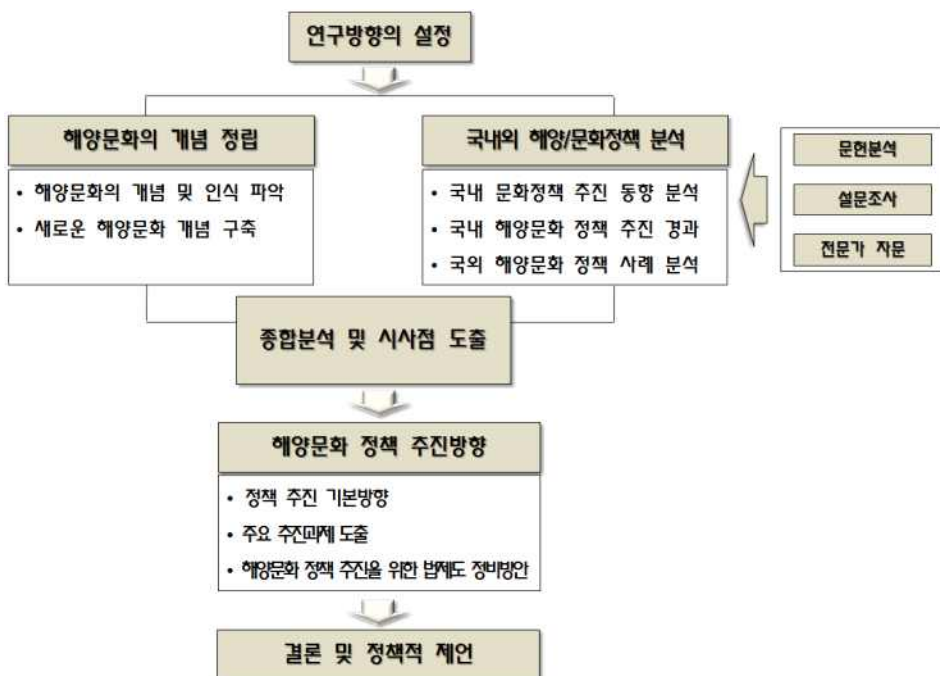 연구방향의 설정
해양문화의 개념 정립
• 해양문화의 개념 및 인식 파악
• 새로운 해양문화 개념 구축
국내외 해양/문화정책 분석
• 국내 문화정책 추진 동향 분석
• 국내 해양문화 정책 추진 경과
• 국외 해양문화 정책 사례 분석
문헌분석
설문조사
전문가 자문
종합분석 및 시사점 도출
해양문화 정책 추진방향
• 정책 추진 기본방향
• 주요 추진과제 도출
• 해양문화 정책 추진을 위한 법제도 정비방안
결론 및 정책적 제언